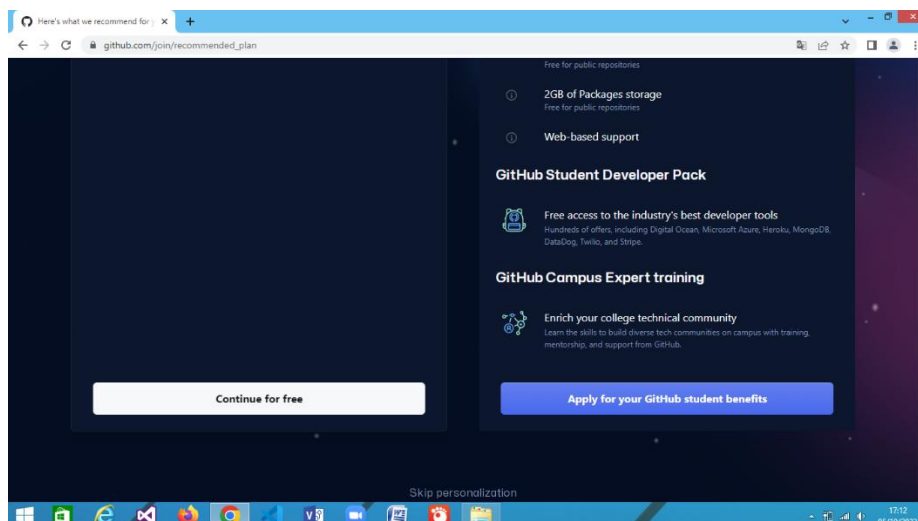 Here's what we recommend for
github.com/join/recommended_plan
Free for public repositories
2GB of Packages storage
Free for public repositories
Web-based support
GitHub Student Developer Pack
Free access to the industry's best developer tools
Hundreds of offers, including Digital Ocean, Microsoft Azure, Heroku, MongoDB,
DataDog, Twilio, and Stripe.
GitHub Campus Expert training
Enrich your college technical community
Learn the skills to build diverse tech communities on campus with training,
mentorship, and support from GitHub.
Continue for free
Apply for your GitHub student benefits
Skip personalization
17:12